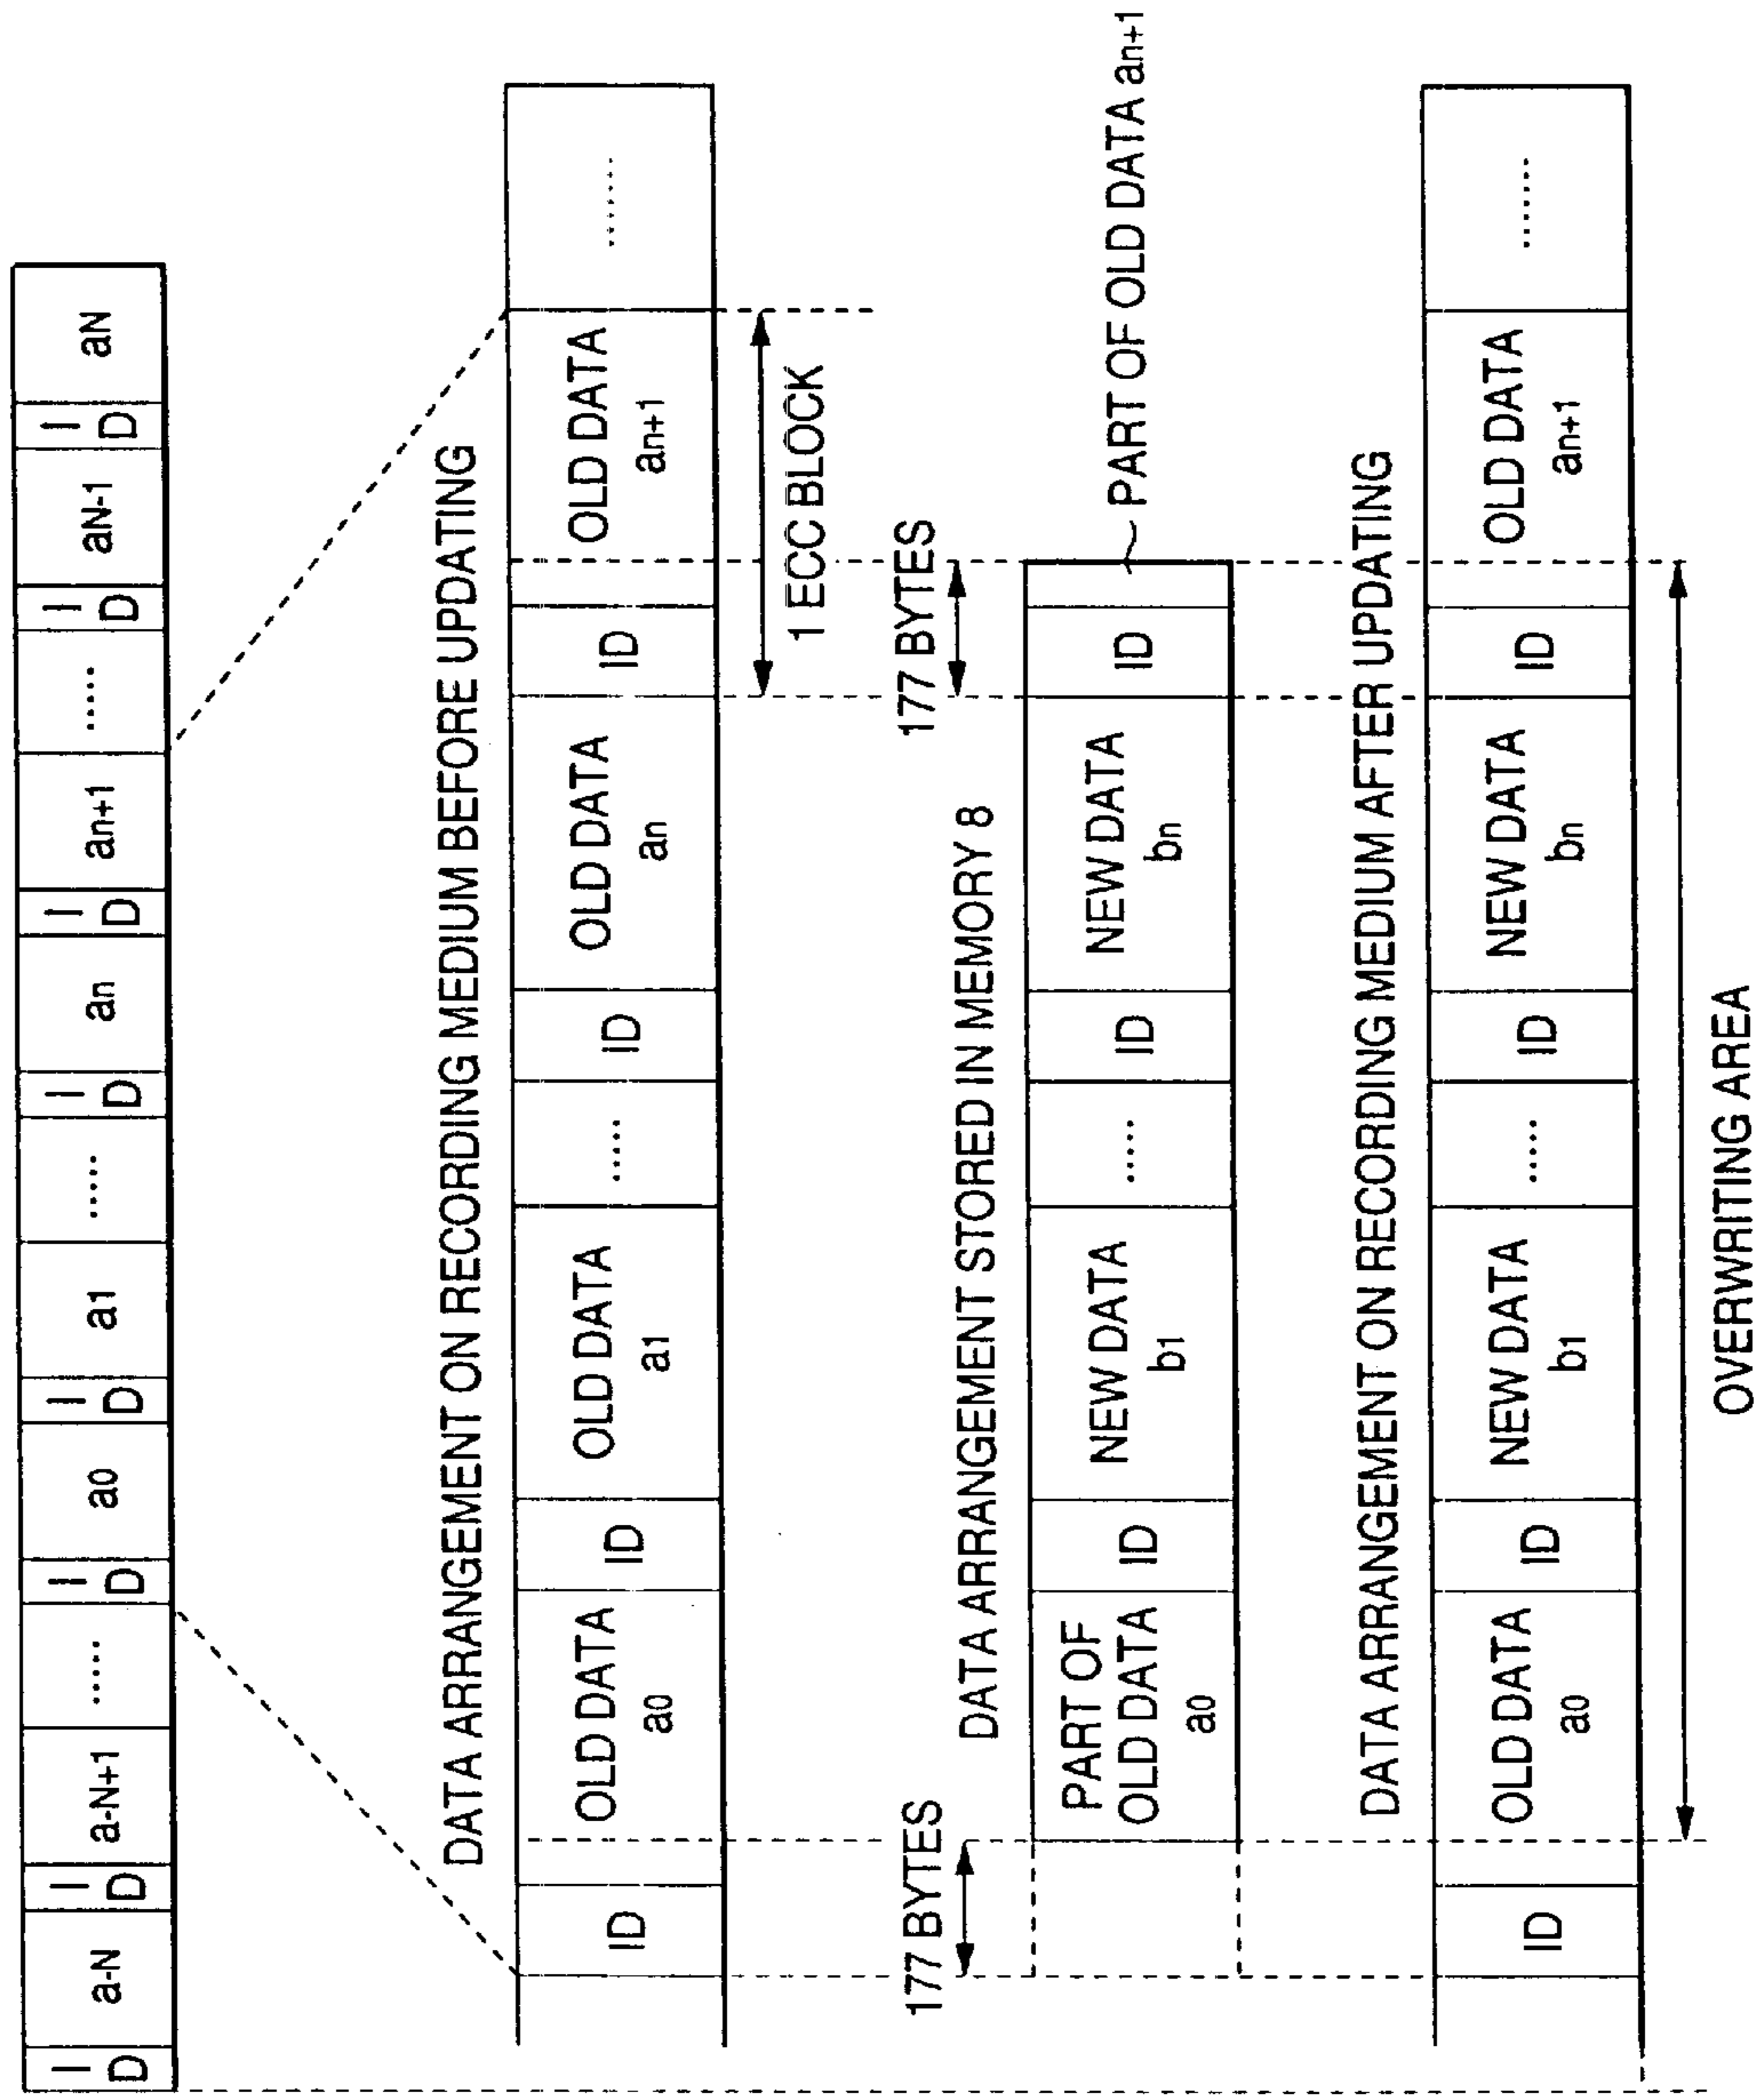 ID a-N ID a-N+1 ..... ID a0 ID a1 ..... ID an ID an+1 ..... ID aN-1 ID aN
DATA ARRANGEMENT ON RECORDING MEDIUM BEFORE UPDATING
ID OLD DATA a0 ID OLD DATA a1 ..... ID OLD DATA an ID OLD DATA an+1 .......
1 ECC BLOCK
177 BYTES 177 BYTES
DATA ARRANGEMENT STORED IN MEMORY 8
PART OF OLD DATA a0 ID NEW DATA b1 ..... ID NEW DATA bn ID PART OF OLD DATA an+1
DATA ARRANGEMENT ON RECORDING MEDIUM AFTER UPDATING
ID OLD DATA a0 ID NEW DATA b1 ..... ID NEW DATA bn ID OLD DATA an+1 .......
OVERWRITING AREA